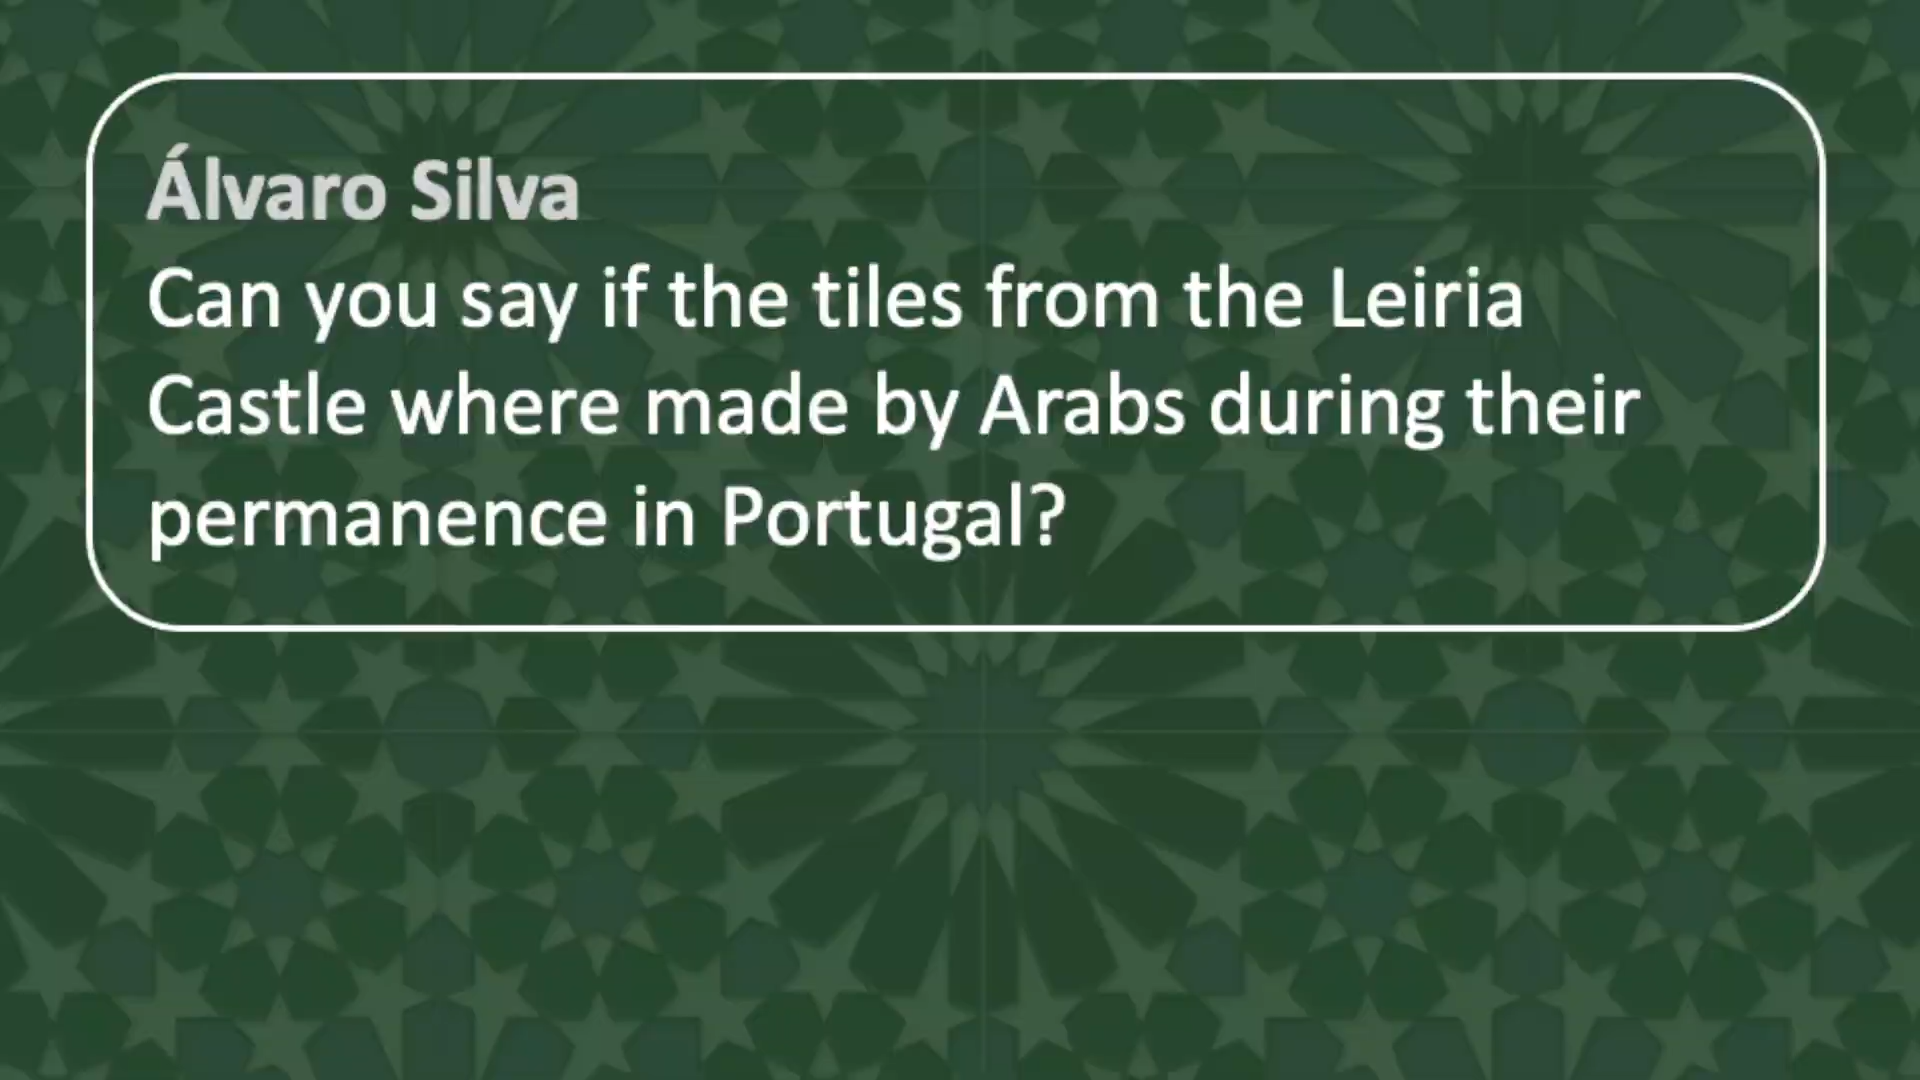 Álvaro Silva
Can you say if the tiles from the Leiria
Castle where made by Arabs during their
permanence in Portugal?